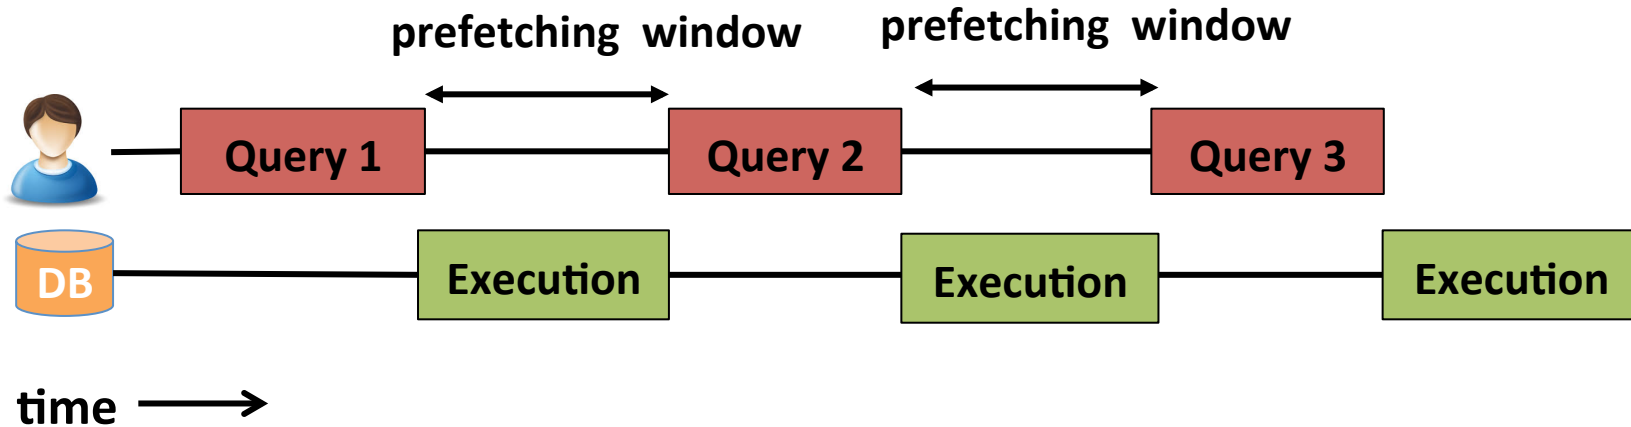 prefetching window
prefetching window
Query 1
Query 2
Query 3
DB
Execution
Execution
Execution
time